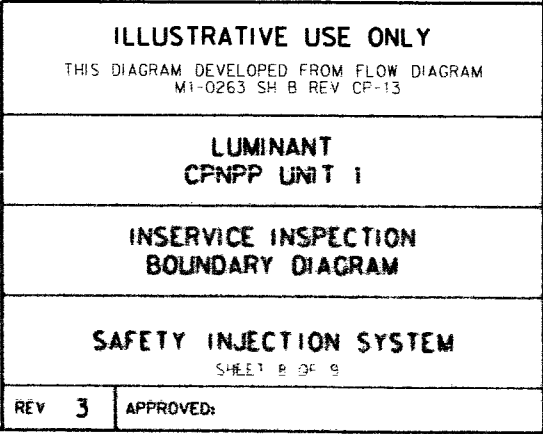 ILLUSTRATIVE USE ONLY
THIS DIAGRAM DEVELOPED FROM FLOW DIAGRAM
M1-0263 SH B REV CP-13
LUMINANT
CPNPP UNIT 1
INSERVICE INSPECTION
BOUNDARY DIAGRAM
SAFETY INJECTION SYSTEM
SHEET 8 OF 9
REV 3 APPROVED: